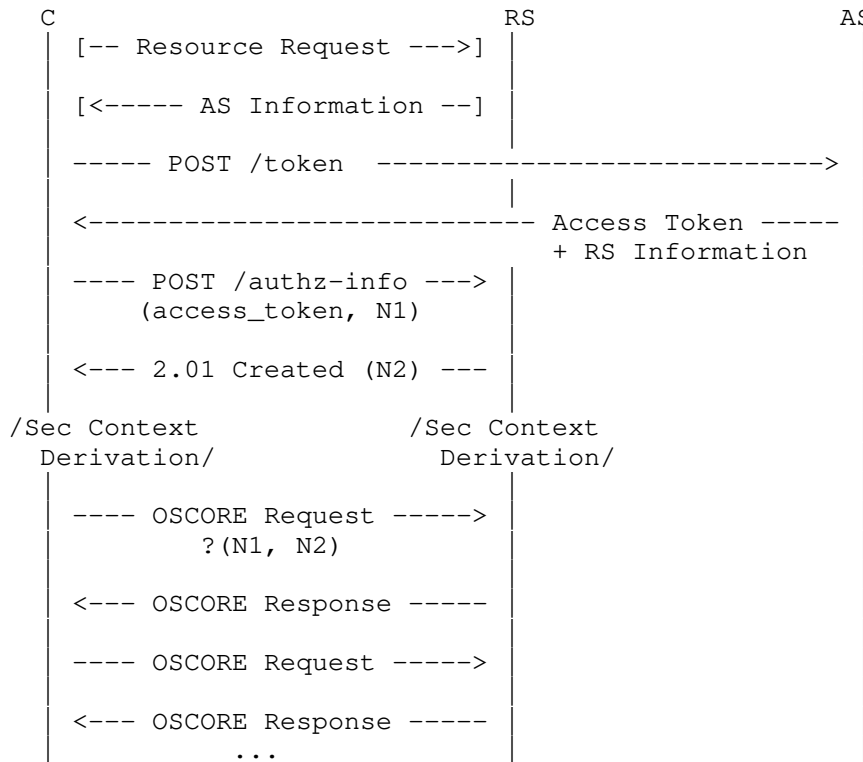 C RS AS
[-- Resource Request --->]
[<----- AS Information --]
----- POST /token ---------------------------->
<---------------------------- Access Token -----
+ RS Information
---- POST /authz-info --->
(access_token, N1)
<--- 2.01 Created (N2) ---
/Sec Context /Sec Context
Derivation/ Derivation/
---- OSCORE Request ----->
?(N1, N2)
<--- OSCORE Response -----
---- OSCORE Request ----->
<--- OSCORE Response -----
...